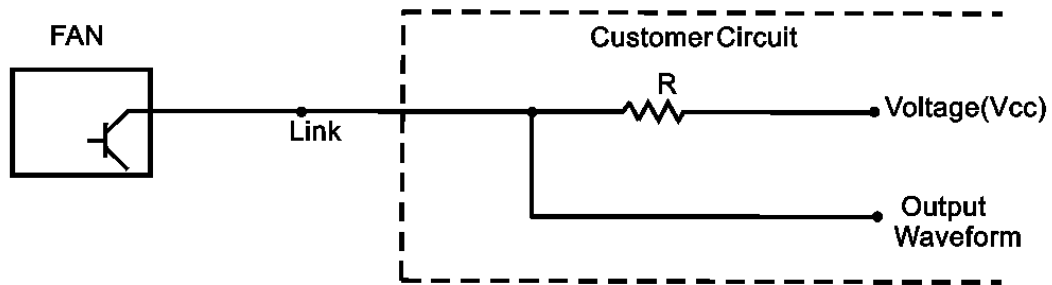 FAN
Customer Circuit
R
Link
Voltage(Vcc)
Output
Waveform